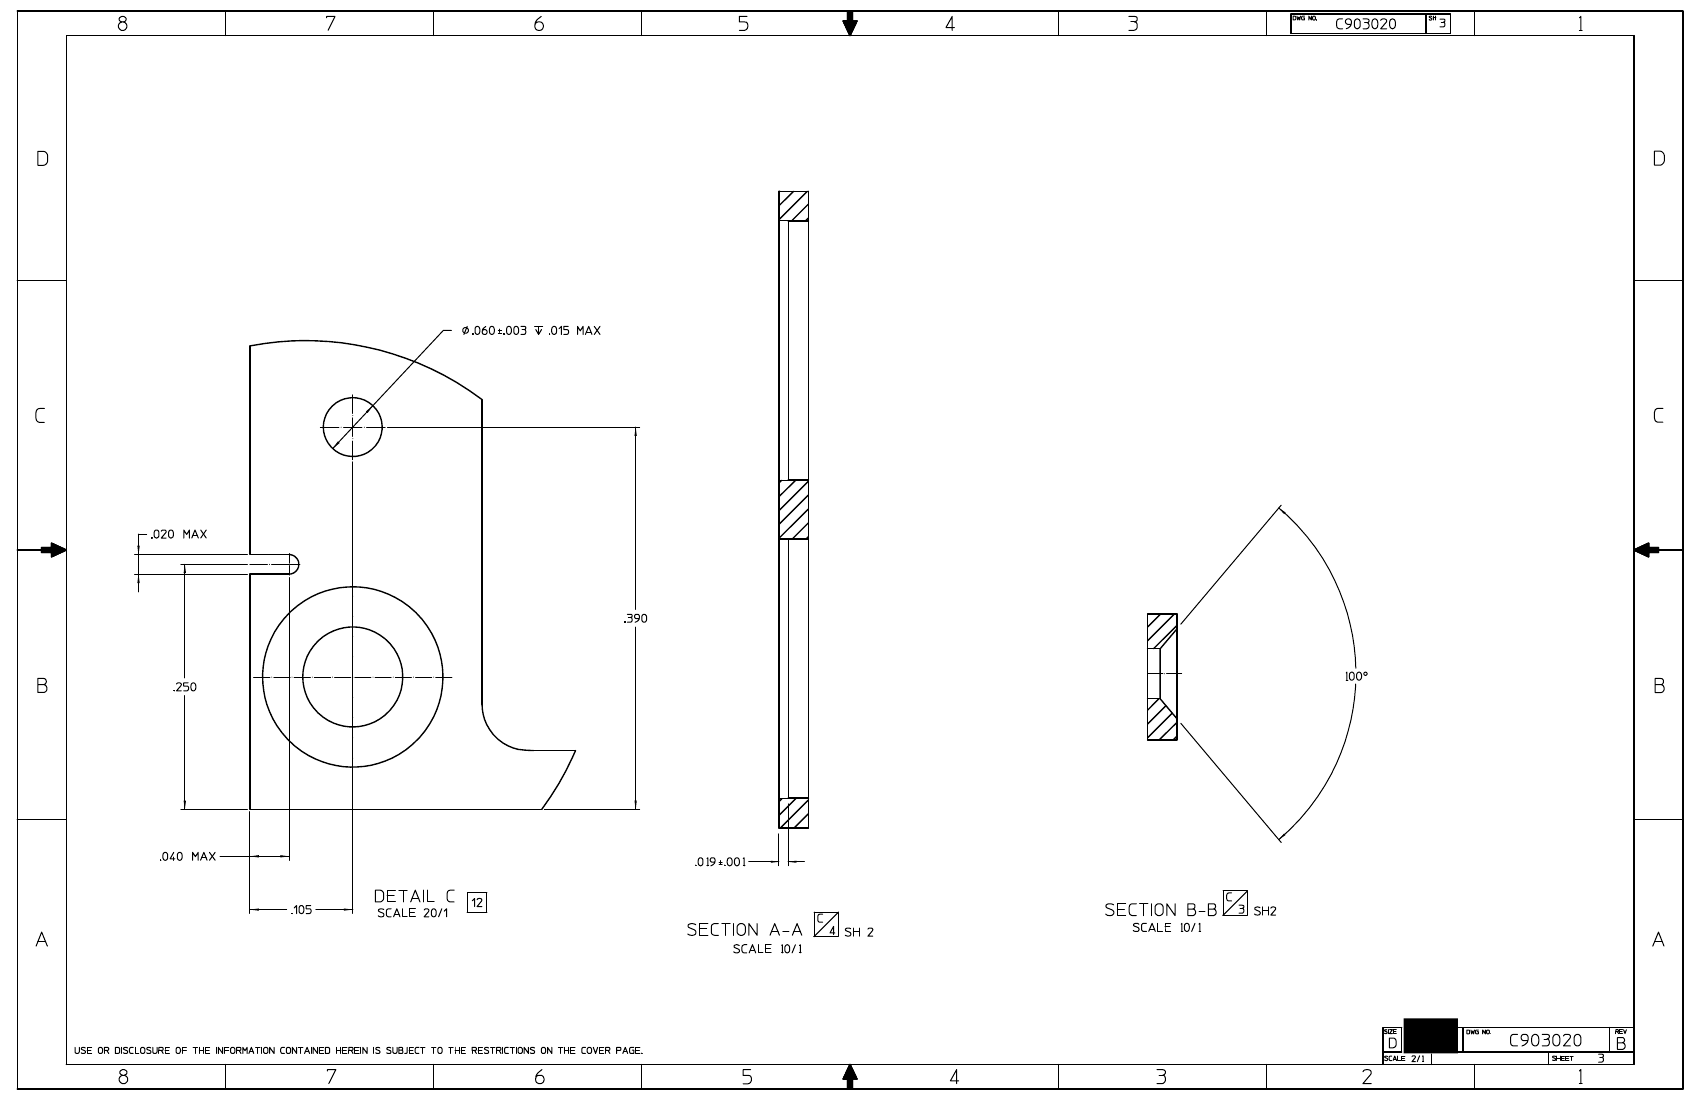 8 7 6 5 4 3 1
DWG NO. C903020 SH 3
D D
C C
B B
A A
Ø.060±.003 ↧ .015 MAX
.020 MAX
.390
.250
.040 MAX
.105
DETAIL C 12
SCALE 20/1
.019±.001
SECTION A-A C/4 SH 2
SCALE 10/1
100°
SECTION B-B C/3 SH2
SCALE 10/1
USE OR DISCLOSURE OF THE INFORMATION CONTAINED HEREIN IS SUBJECT TO THE RESTRICTIONS ON THE COVER PAGE.
SIZE D DWG NO. C903020 REV B
SCALE 2/1 SHEET 3
8 7 6 5 4 3 2 1